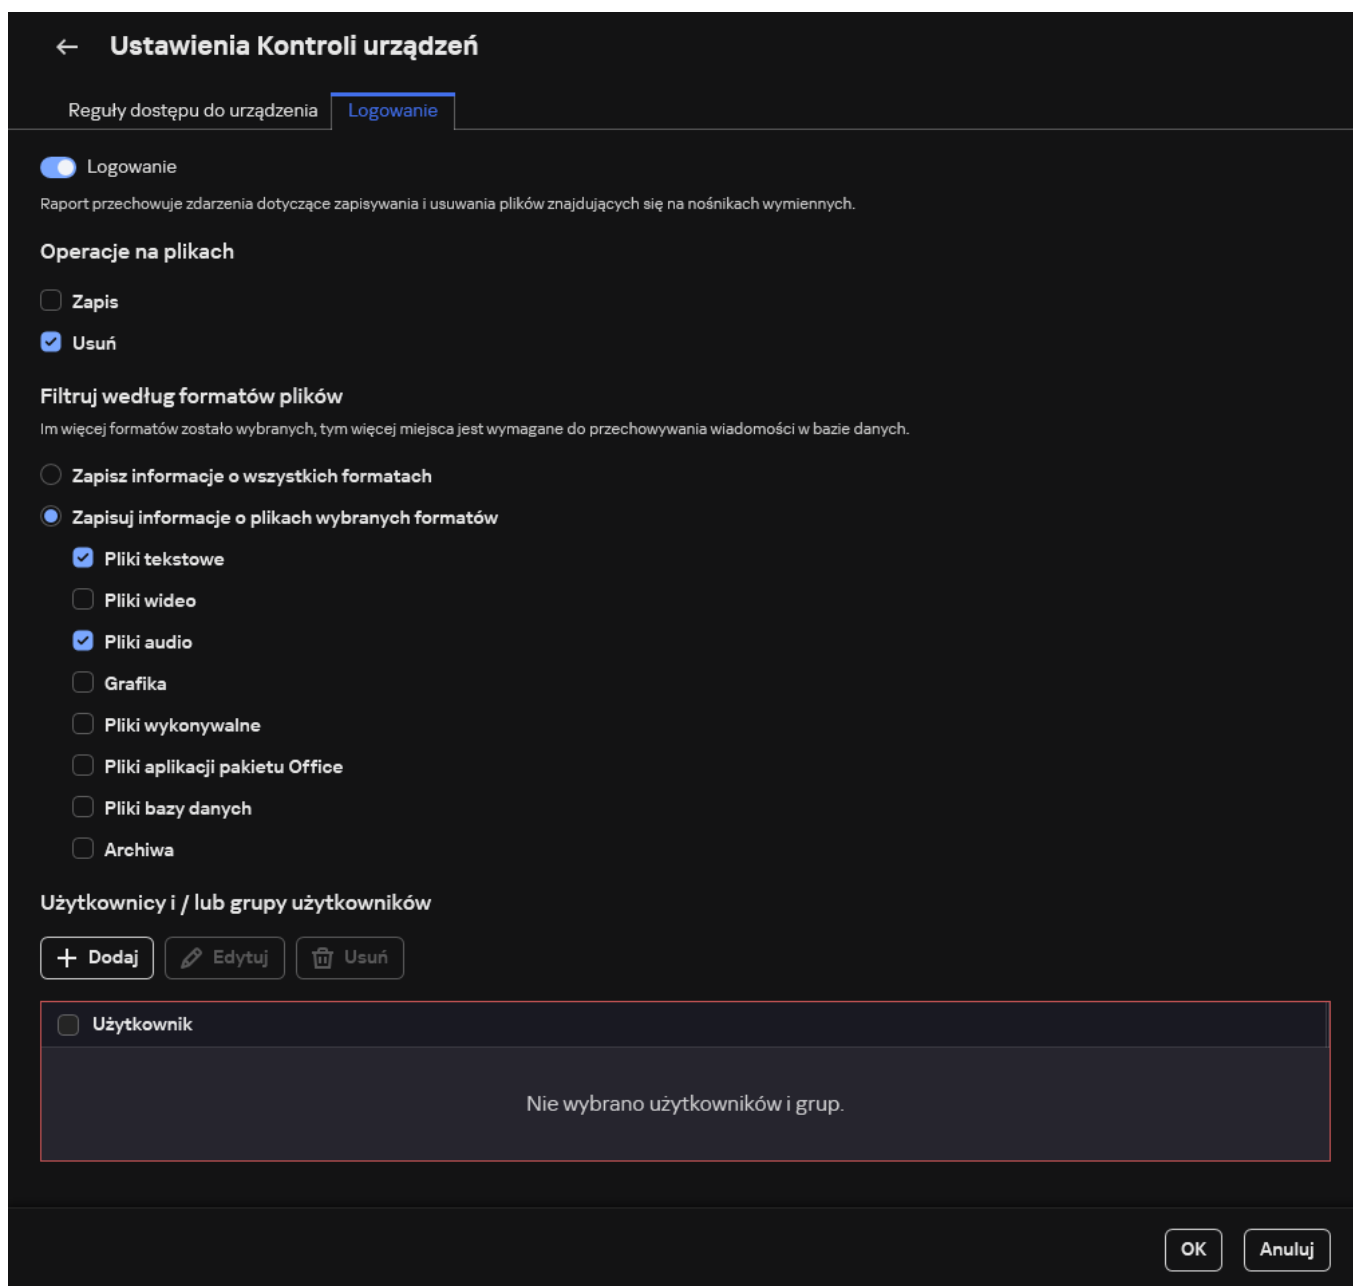 Ustawienia Kontroli urządzeń
Reguły dostępu do urządzenia
Logowanie
Logowanie
Raport przechowuje zdarzenia dotyczące zapisywania i usuwania plików znajdujących się na nośnikach wymiennych.
Operacje na plikach
Zapis
Usuń
Filtruj według formatów plików
Im więcej formatów zostało wybranych, tym więcej miejsca jest wymagane do przechowywania wiadomości w bazie danych.
Zapisz informacje o wszystkich formatach
Zapisuj informacje o plikach wybranych formatów
Pliki tekstowe
Pliki wideo
Pliki audio
Grafika
Pliki wykonywalne
Pliki aplikacji pakietu Office
Pliki bazy danych
Archiwa
Użytkownicy i / lub grupy użytkowników
Dodaj
Edytuj
Usuń
Użytkownik
Nie wybrano użytkowników i grup.
OK
Anuluj